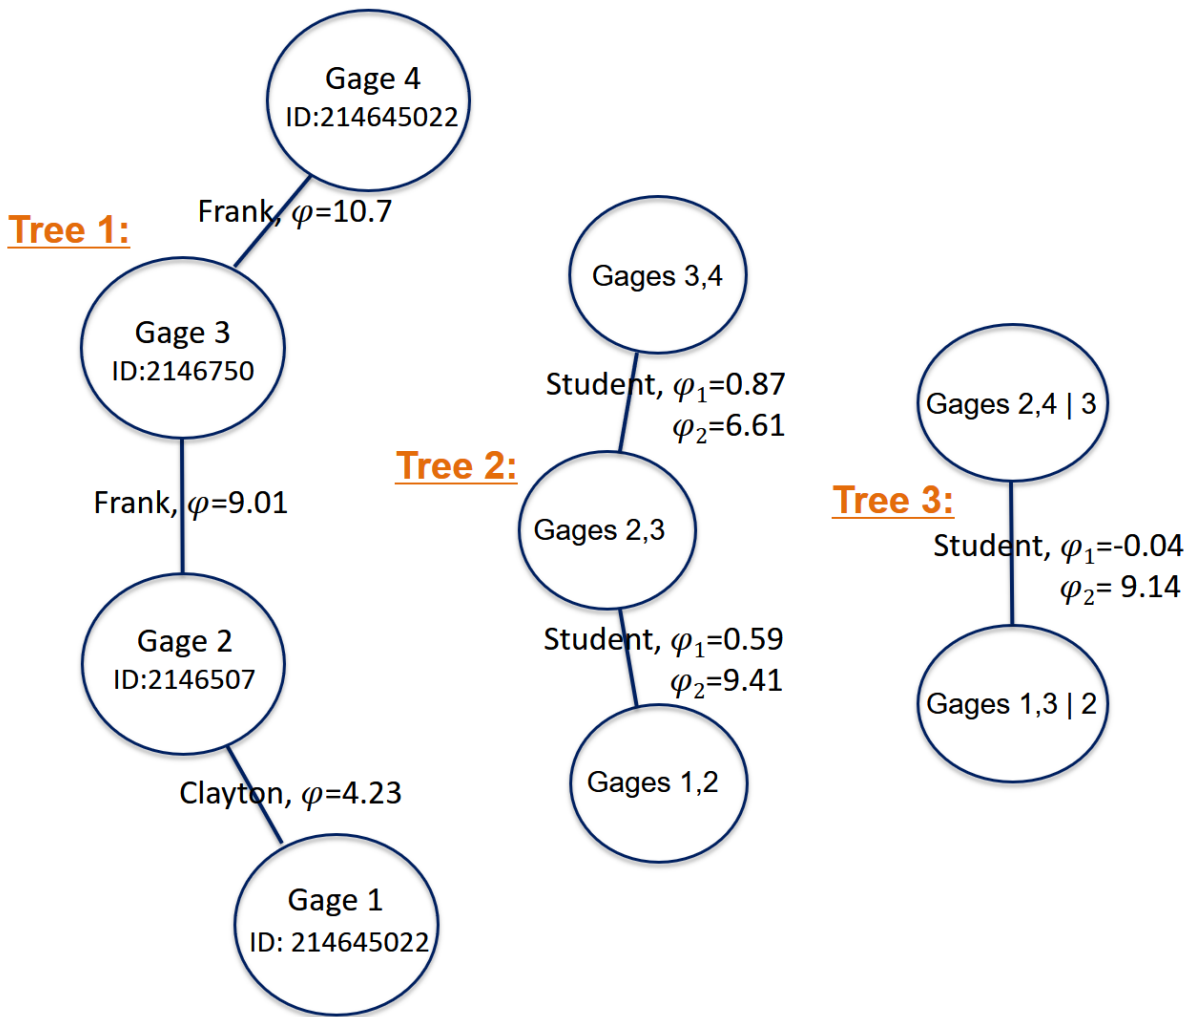 Tree 1:
Gage 4
ID:214645022
Frank, φ=10.7
Gage 3
ID:2146750
Frank, φ=9.01
Gage 2
ID:2146507
Clayton, φ=4.23
Gage 1
ID: 214645022
Tree 2:
Gages 3,4
Student, φ₁=0.87
φ₂=6.61
Gages 2,3
Student, φ₁=0.59
φ₂=9.41
Gages 1,2
Tree 3:
Gages 2,4 | 3
Student, φ₁=-0.04
φ₂= 9.14
Gages 1,3 | 2